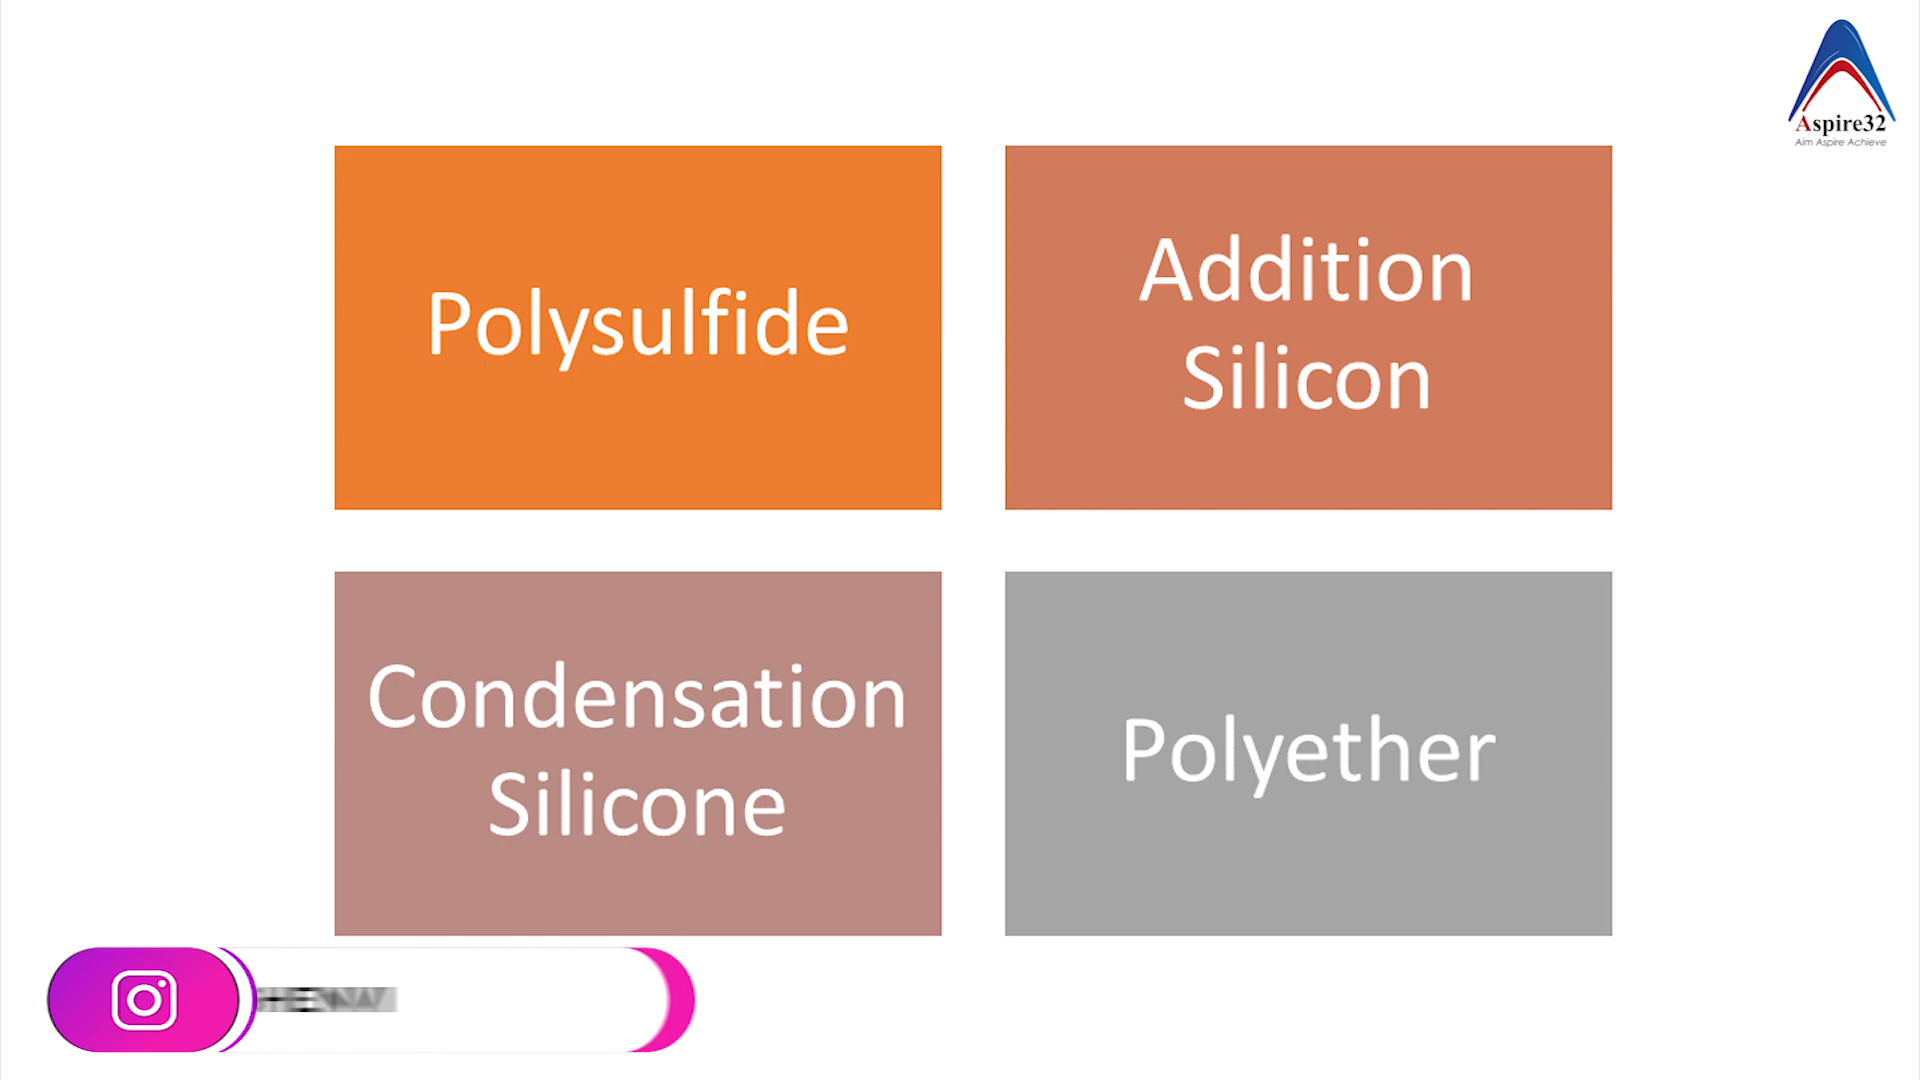 Aspire32
Aim Aspire Achieve
Polysulfide
Addition
Silicon
Condensation
Silicone
Polyether